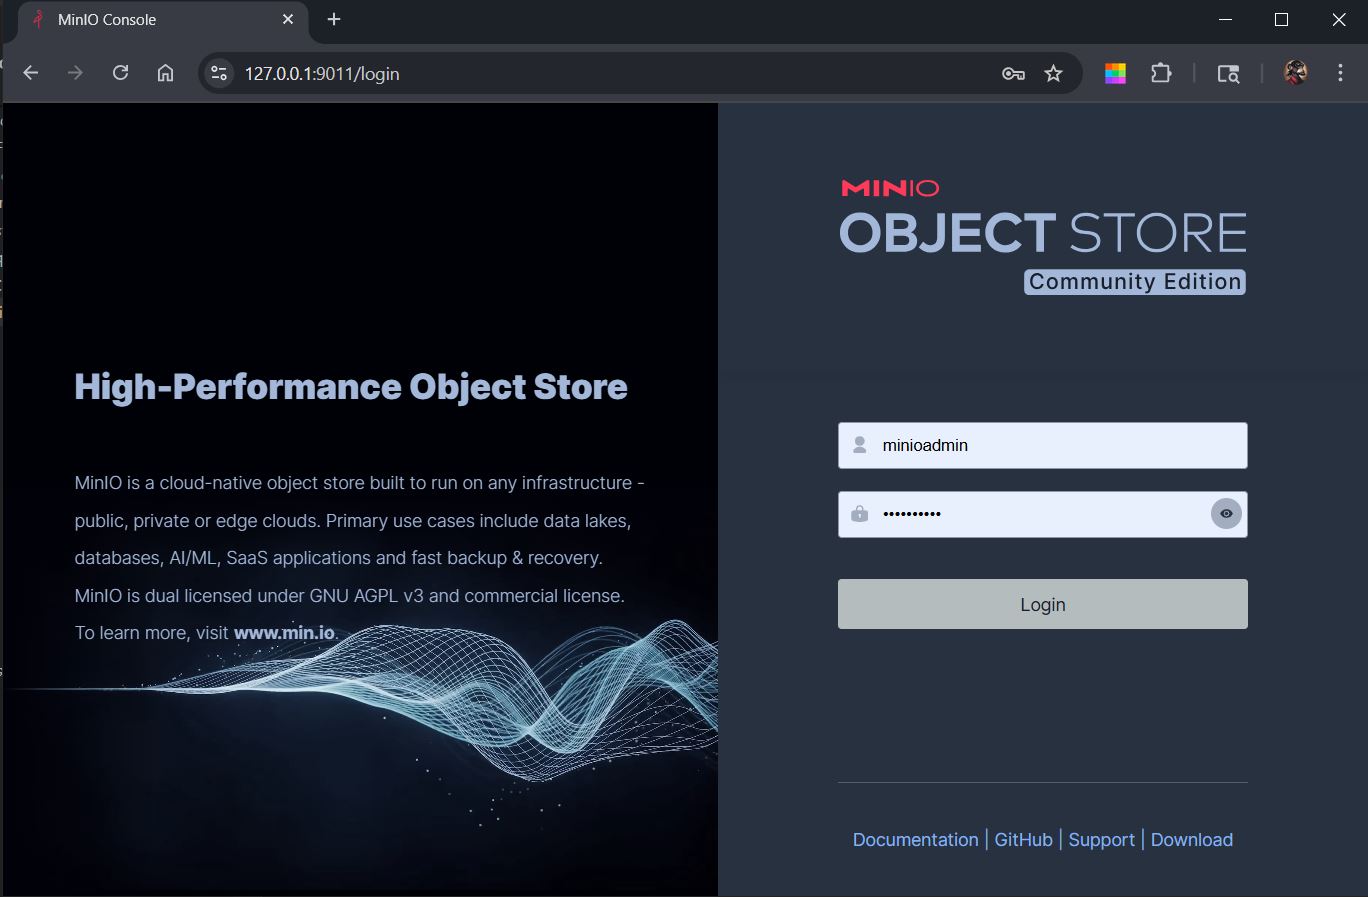 MinIO Console
127.0.0.1:9011/login
MINIO
OBJECT STORE
Community Edition
High-Performance Object Store
MinIO is a cloud-native object store built to run on any infrastructure -
public, private or edge clouds. Primary use cases include data lakes,
databases, AI/ML, SaaS applications and fast backup & recovery.
MinIO is dual licensed under GNU AGPL v3 and commercial license.
To learn more, visit www.min.io.
minioadmin
••••••••••
Login
Documentation | GitHub | Support | Download